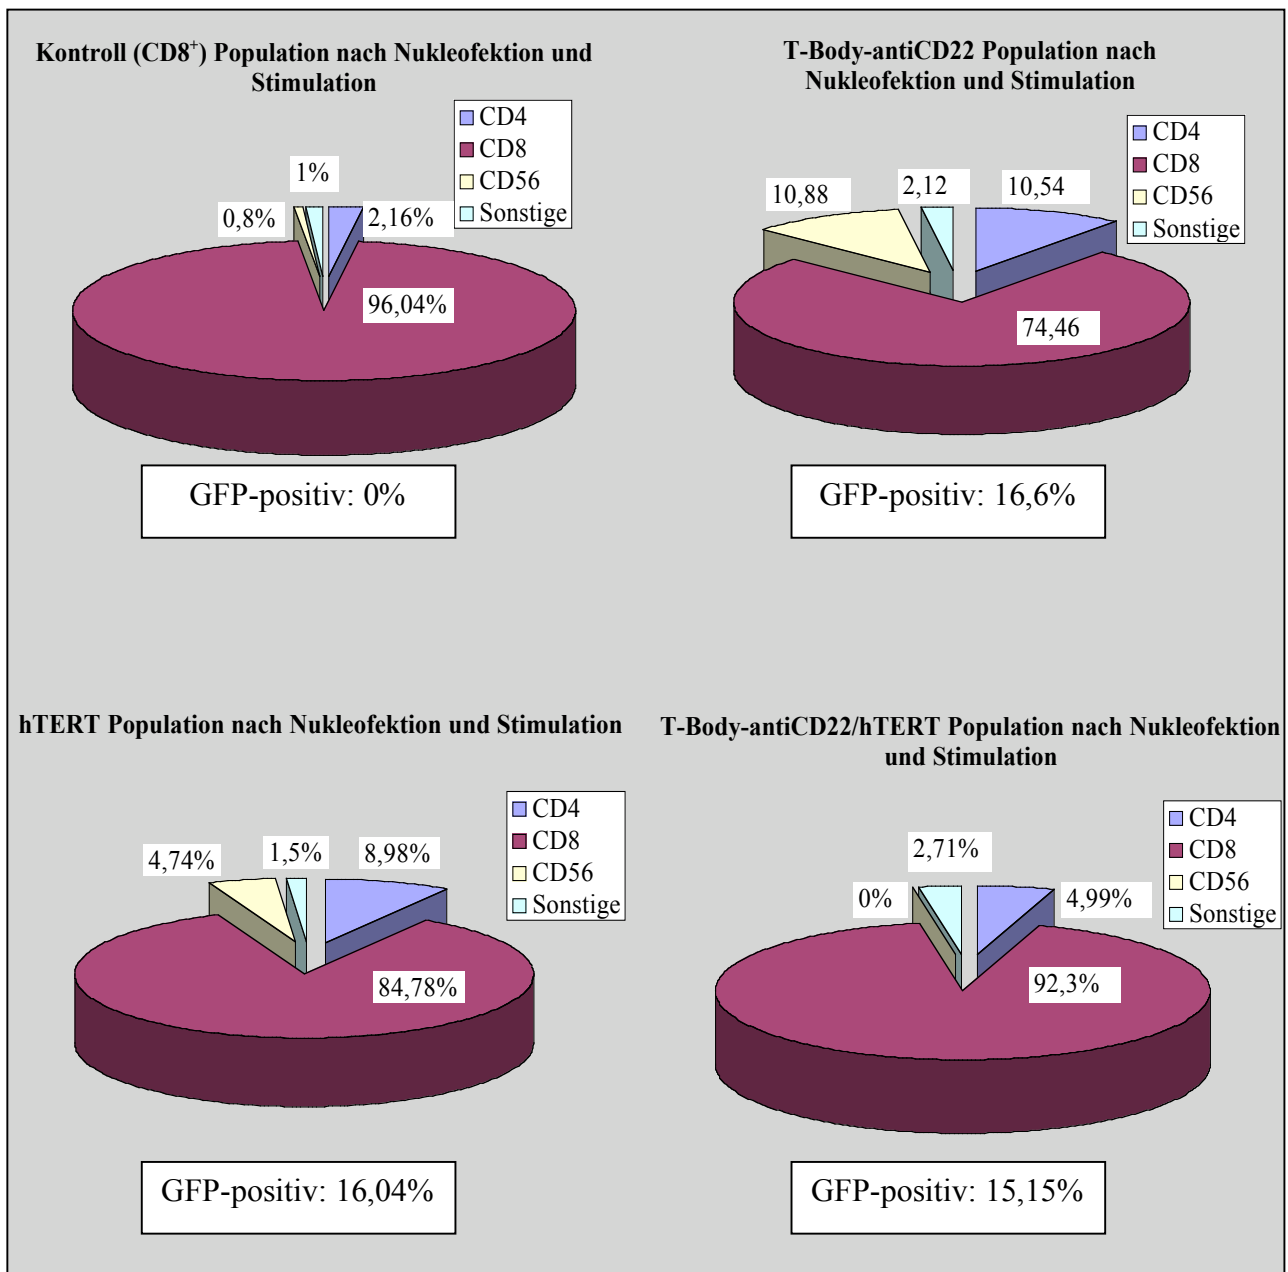 Kontroll (CD8⁺) Population nach Nukleofektion und
Stimulation
CD4
CD8
CD56
Sonstige
1%
0,8%
2,16%
96,04%
GFP-positiv: 0%
T-Body-antiCD22 Population nach
Nukleofektion und Stimulation
CD4
CD8
CD56
Sonstige
10,88
2,12
10,54
74,46
GFP-positiv: 16,6%
hTERT Population nach Nukleofektion und Stimulation
CD4
CD8
CD56
Sonstige
4,74%
1,5%
8,98%
84,78%
GFP-positiv: 16,04%
T-Body-antiCD22/hTERT Population nach Nukleofektion
und Stimulation
CD4
CD8
CD56
Sonstige
2,71%
0%
4,99%
92,3%
GFP-positiv: 15,15%